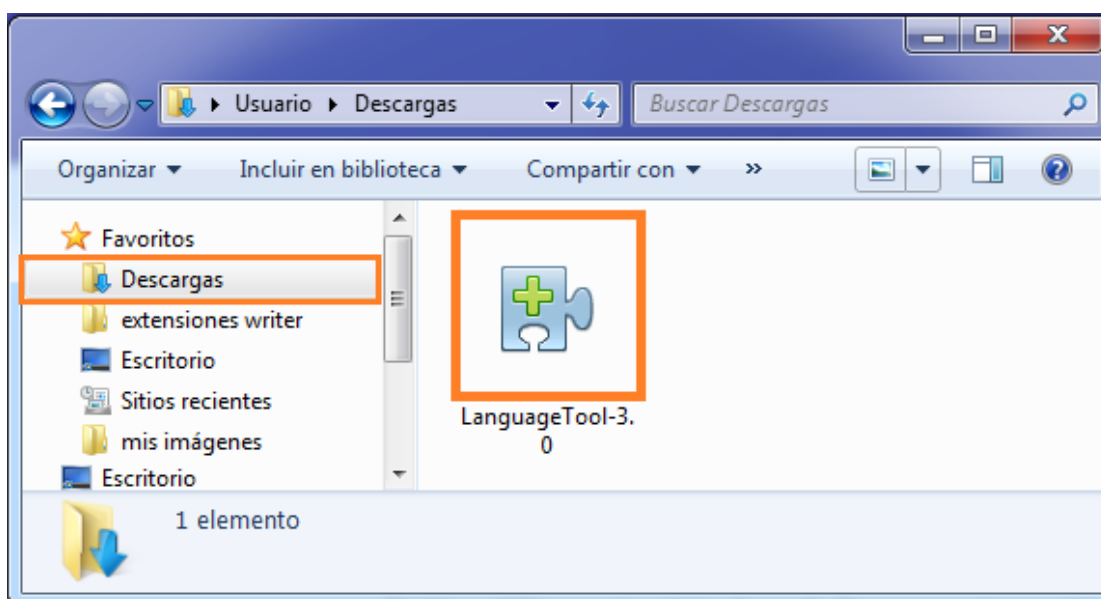 Usuario Descargas Buscar Descargas
Organizar Incluir en biblioteca Compartir con »
Favoritos
Descargas
extensiones writer
Escritorio
Sitios recientes
mis imágenes
Escritorio
LanguageTool-3.
0
1 elemento